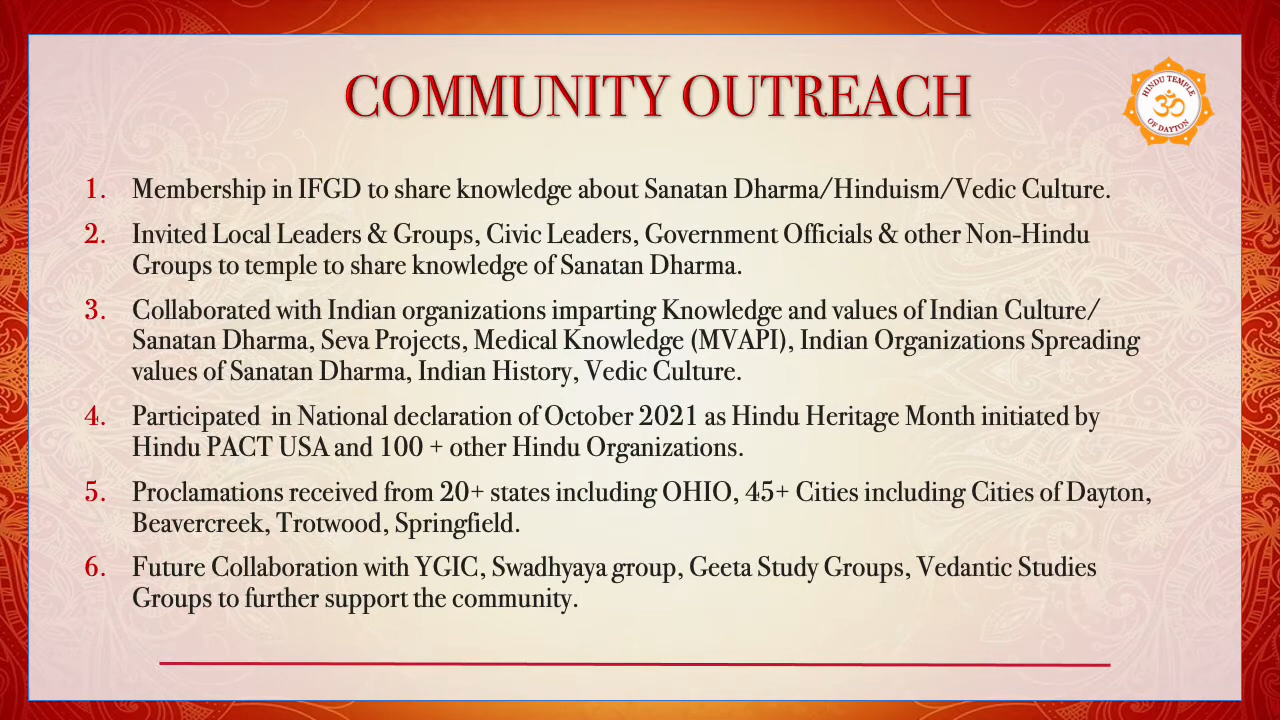 COMMUNITY OUTREACH
HINDU TEMPLE
ॐ
OF DAYTON
1. Membership in IFGD to share knowledge about Sanatan Dharma/Hinduism/Vedic Culture.
2. Invited Local Leaders & Groups, Civic Leaders, Government Officials & other Non-Hindu
Groups to temple to share knowledge of Sanatan Dharma.
3. Collaborated with Indian organizations imparting Knowledge and values of Indian Culture/
Sanatan Dharma, Seva Projects, Medical Knowledge (MVAPI), Indian Organizations Spreading
values of Sanatan Dharma, Indian History, Vedic Culture.
4. Participated  in National declaration of October 2021 as Hindu Heritage Month initiated by
Hindu PACT USA and 100 + other Hindu Organizations.
5. Proclamations received from 20+ states including OHIO, 45+ Cities including Cities of Dayton,
Beavercreek, Trotwood, Springfield.
6. Future Collaboration with YGIC, Swadhyaya group, Geeta Study Groups, Vedantic Studies
Groups to further support the community.